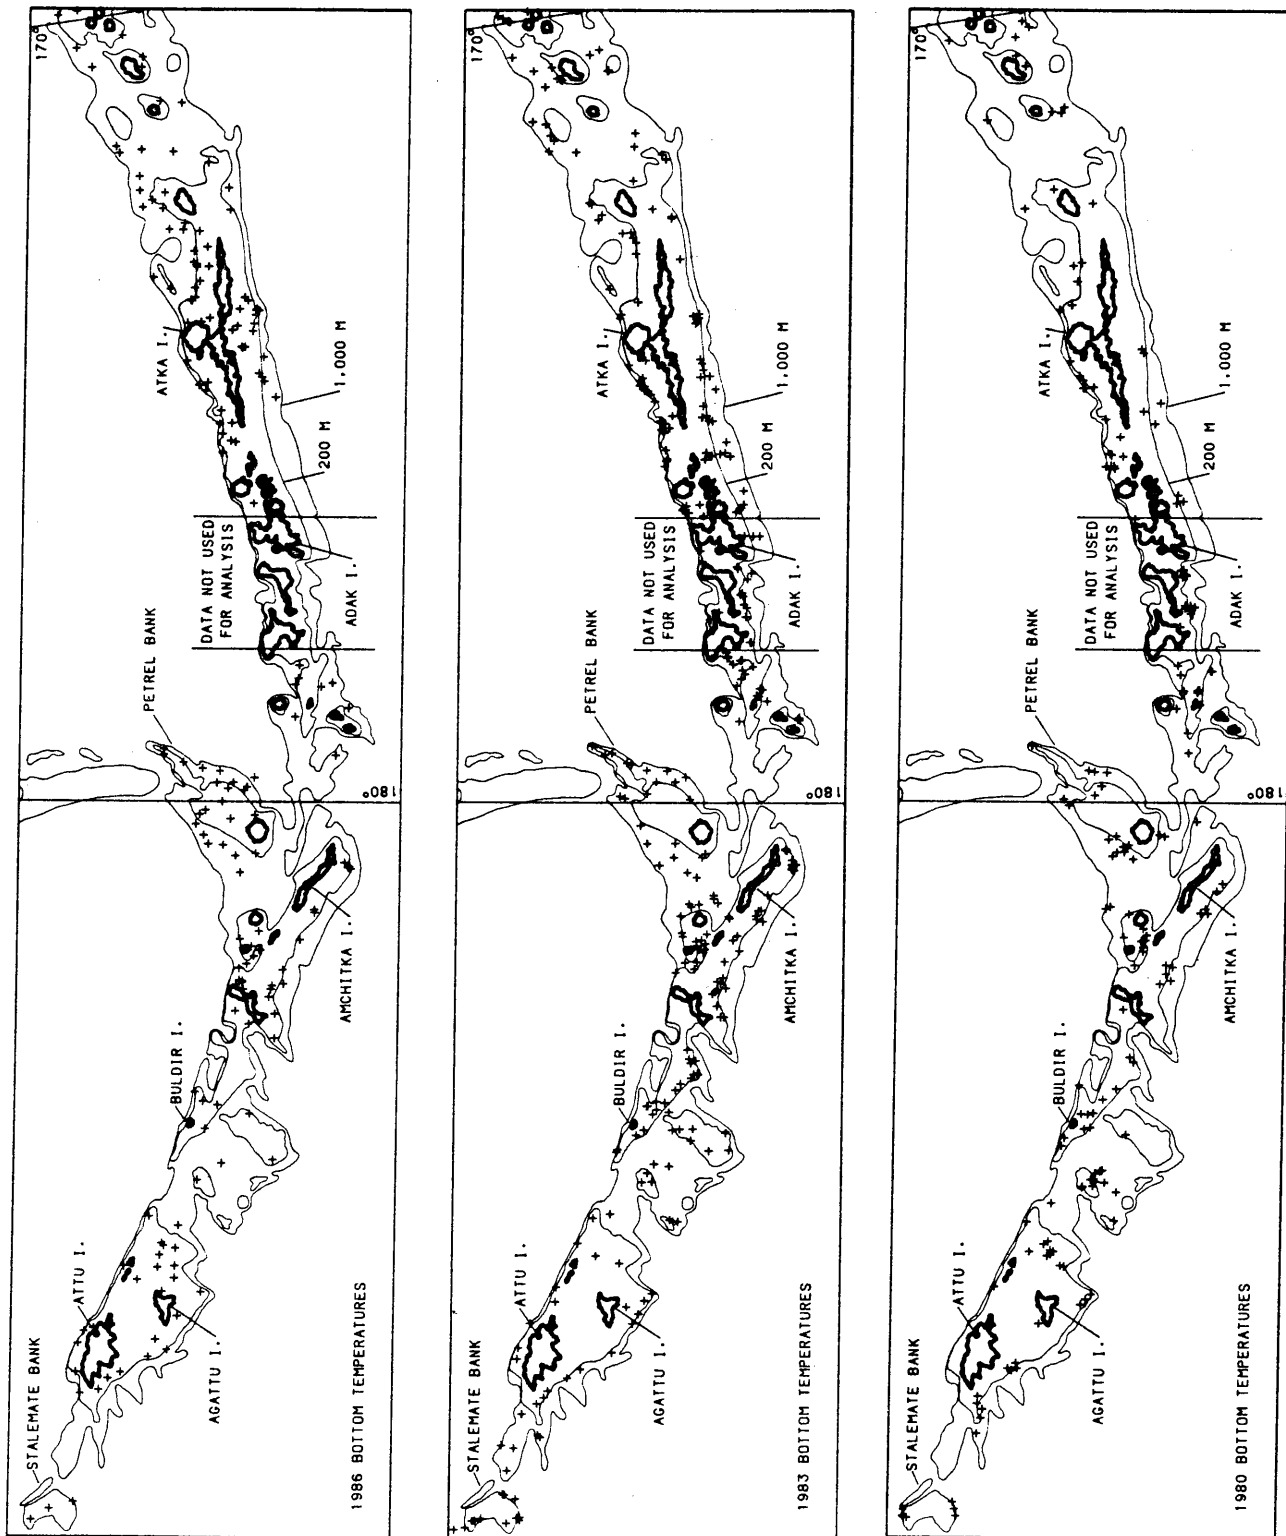 STALEMATE BANK
ATTU I.
BULDIR I.
PETREL BANK
ATKA I.
170°
AGATTU I.
AMCHITKA I.
180°
DATA NOT USED
FOR ANALYSIS
ADAK I.
200 M
1,000 M
1986 BOTTOM TEMPERATURES
STALEMATE BANK
ATTU I.
BULDIR I.
PETREL BANK
ATKA I.
170°
AGATTU I.
AMCHITKA I.
180°
DATA NOT USED
FOR ANALYSIS
ADAK I.
200 M
1,000 M
1983 BOTTOM TEMPERATURES
STALEMATE BANK
ATTU I.
BULDIR I.
PETREL BANK
ATKA I.
170°
AGATTU I.
AMCHITKA I.
180°
DATA NOT USED
FOR ANALYSIS
ADAK I.
200 M
1,000 M
1980 BOTTOM TEMPERATURES